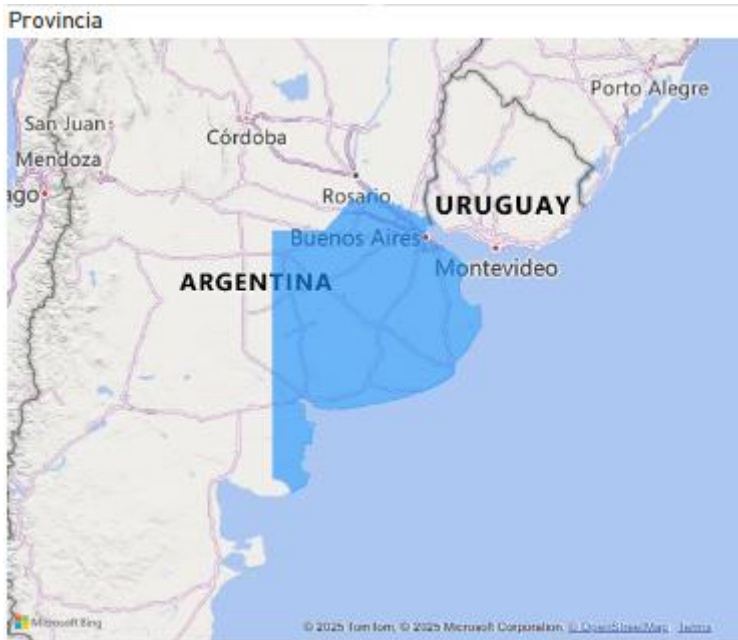 Provincia
Porto Alegre
San Juan
Córdoba
Mendoza
ago
Rosario
URUGUAY
Buenos Aires
Montevideo
ARGENTINA
Microsoft Bing
© 2025 TomTom, © 2025 Microsoft Corporation, © OpenStreetMap Terms